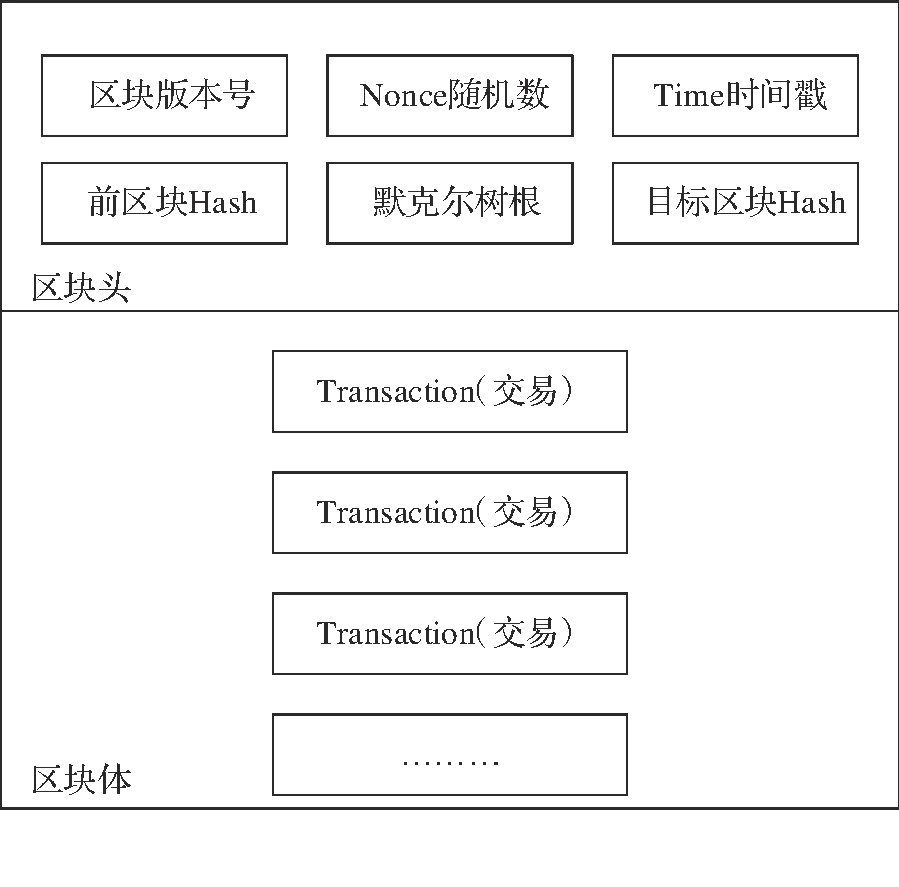 区块版本号 Nonce随机数 Time时间戳
前区块Hash 默克尔树根 目标区块Hash
区块头
Transaction(交易)
Transaction(交易)
Transaction(交易)
………
区块体